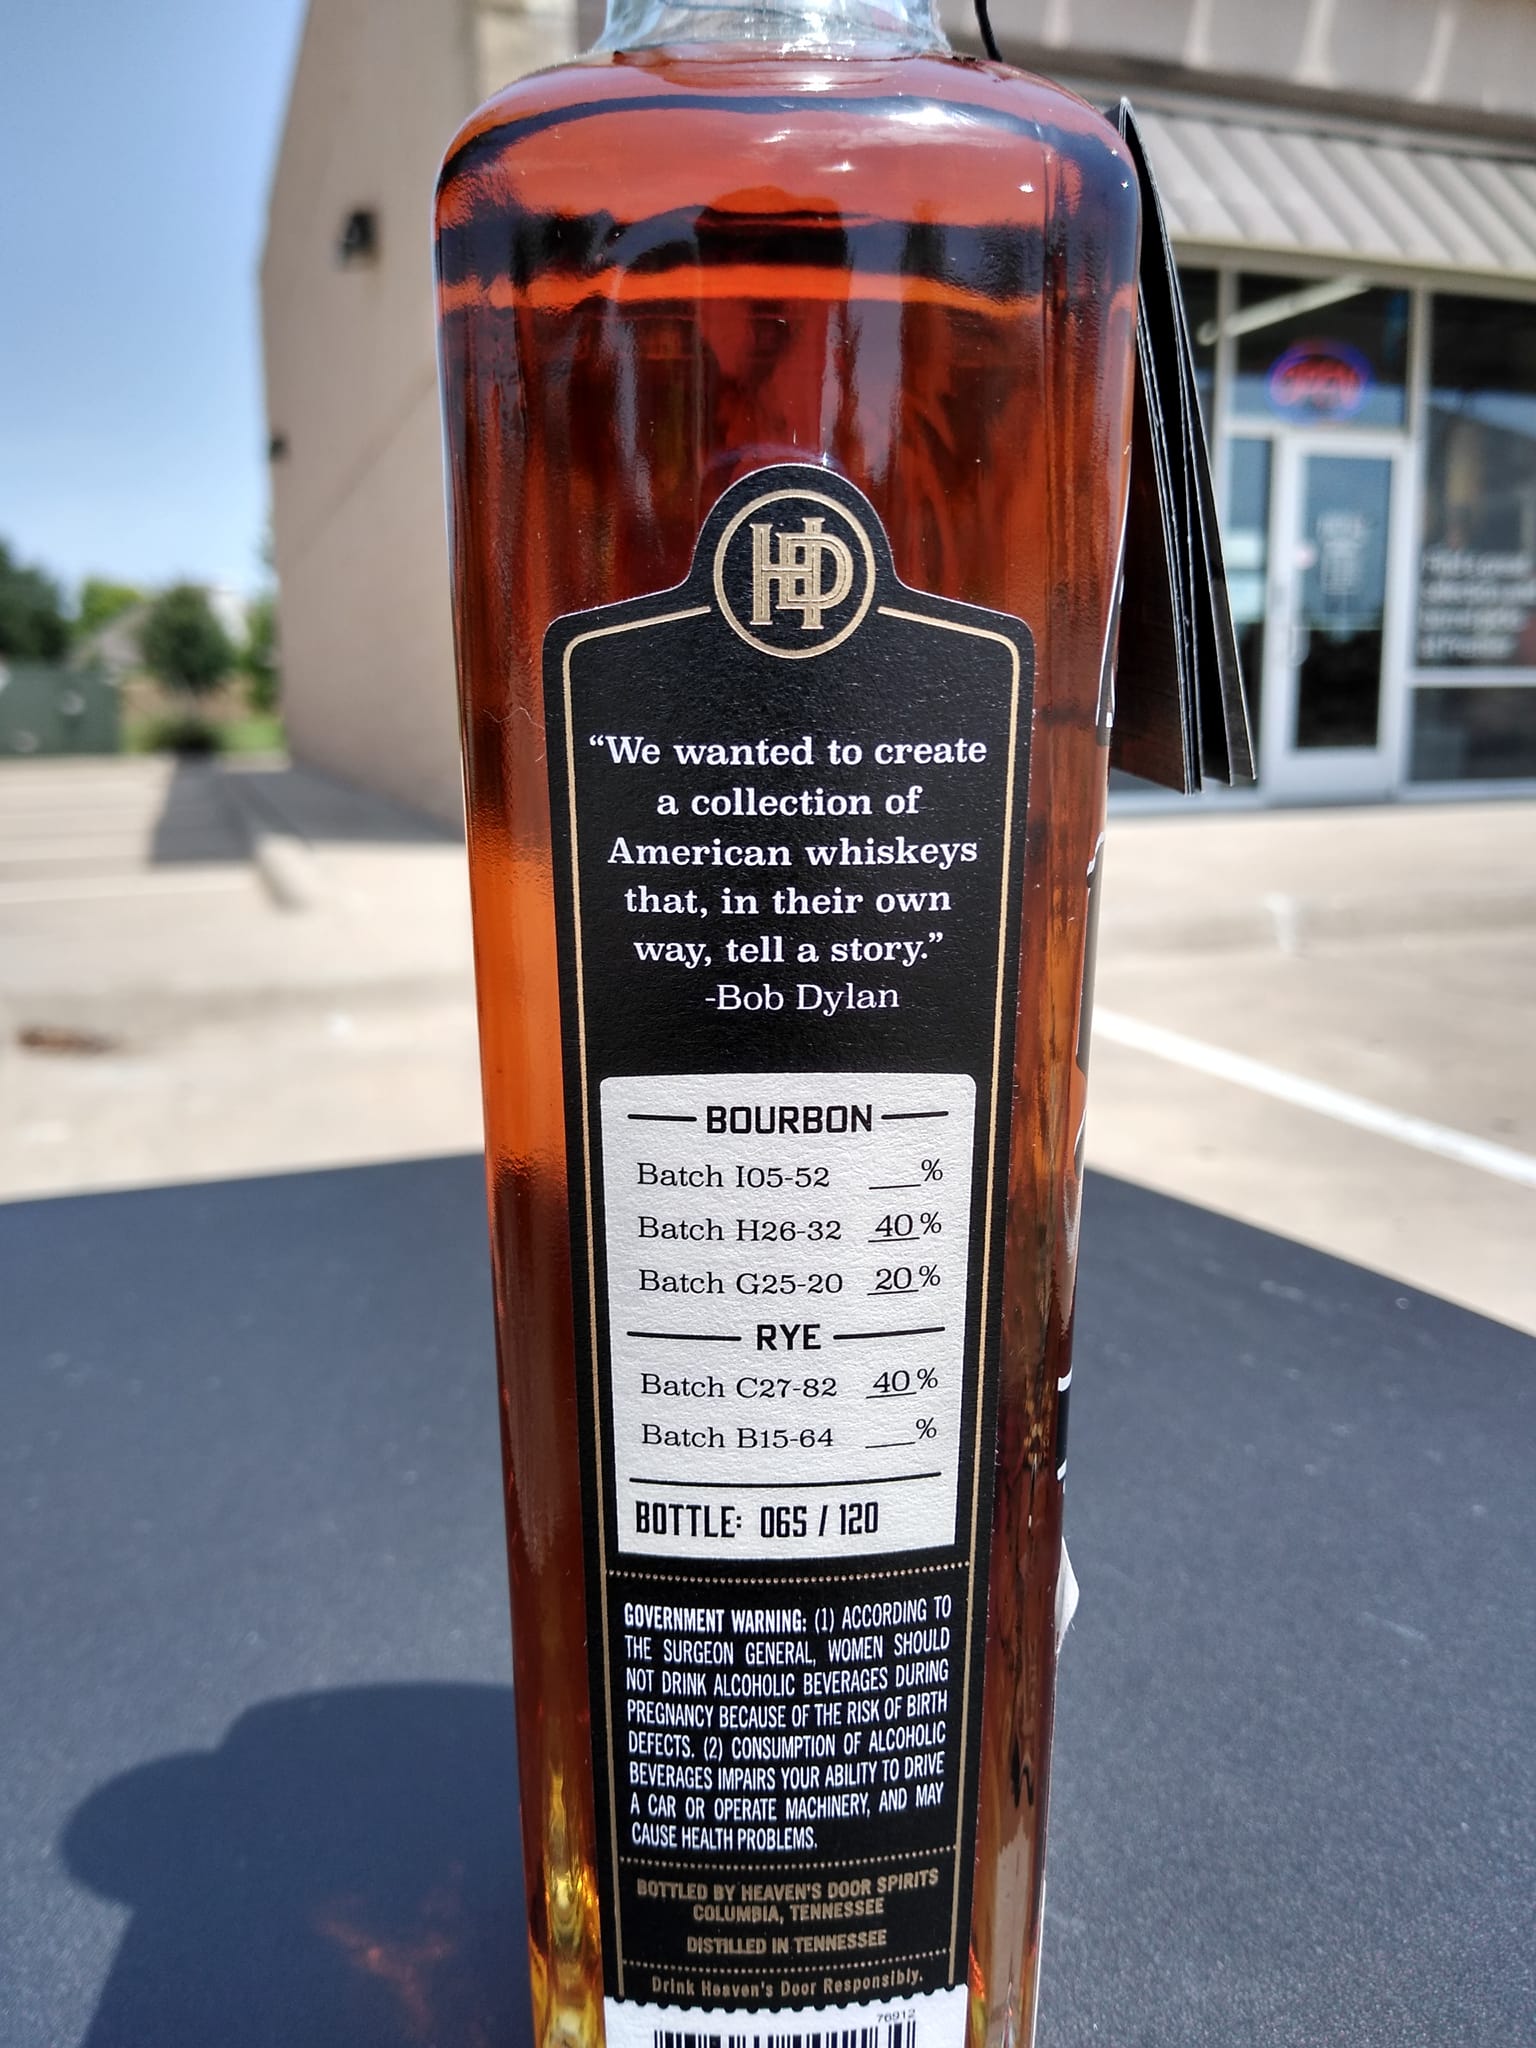 OPEN
HD
“We wanted to create
a collection of
American whiskeys
that, in their own
way, tell a story.”
-Bob Dylan
BOURBON
Batch I05-52 ___%
Batch H26-32 40%
Batch G25-20 20%
RYE
Batch C27-82 40%
Batch B15-64 ___%
BOTTLE: 065 / 120
GOVERNMENT WARNING: (1) ACCORDING TO
THE SURGEON GENERAL, WOMEN SHOULD
NOT DRINK ALCOHOLIC BEVERAGES DURING
PREGNANCY BECAUSE OF THE RISK OF BIRTH
DEFECTS. (2) CONSUMPTION OF ALCOHOLIC
BEVERAGES IMPAIRS YOUR ABILITY TO DRIVE
A CAR OR OPERATE MACHINERY, AND MAY
CAUSE HEALTH PROBLEMS.
BOTTLED BY HEAVEN'S DOOR SPIRITS
COLUMBIA, TENNESSEE
DISTILLED IN TENNESSEE
Drink Heaven's Door Responsibly.
76912